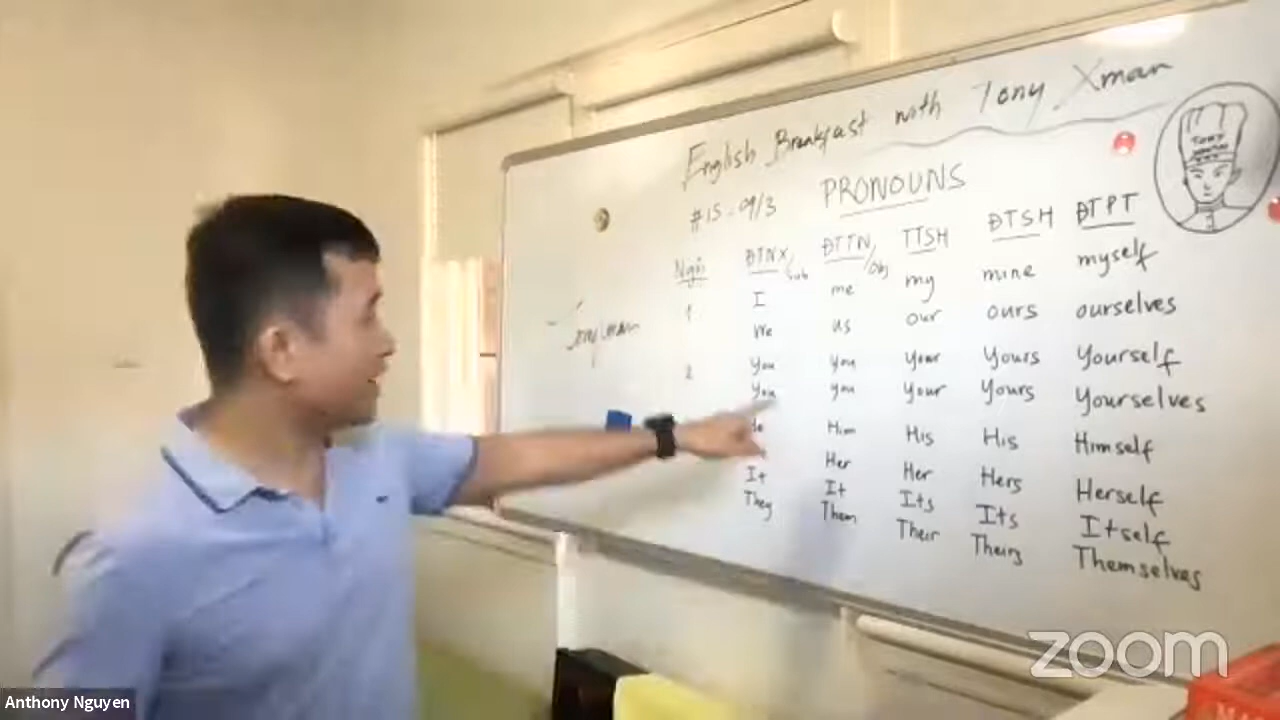 English Breakfast with Tony Xman
TONY
#15 - 09/3 PRONOUNS
Ngôi ĐTNX/Sub ĐTTN/Obj TTSH ĐTSH ĐTPT
1 I me my mine myself
We us our ours ourselves
2 You you your yours yourself
You you your yours yourselves
He Him His His Himself
Her Her Hers Herself
It It Its Its Itself
They Them Their Theirs Themselves
zoom
Anthony Nguyen